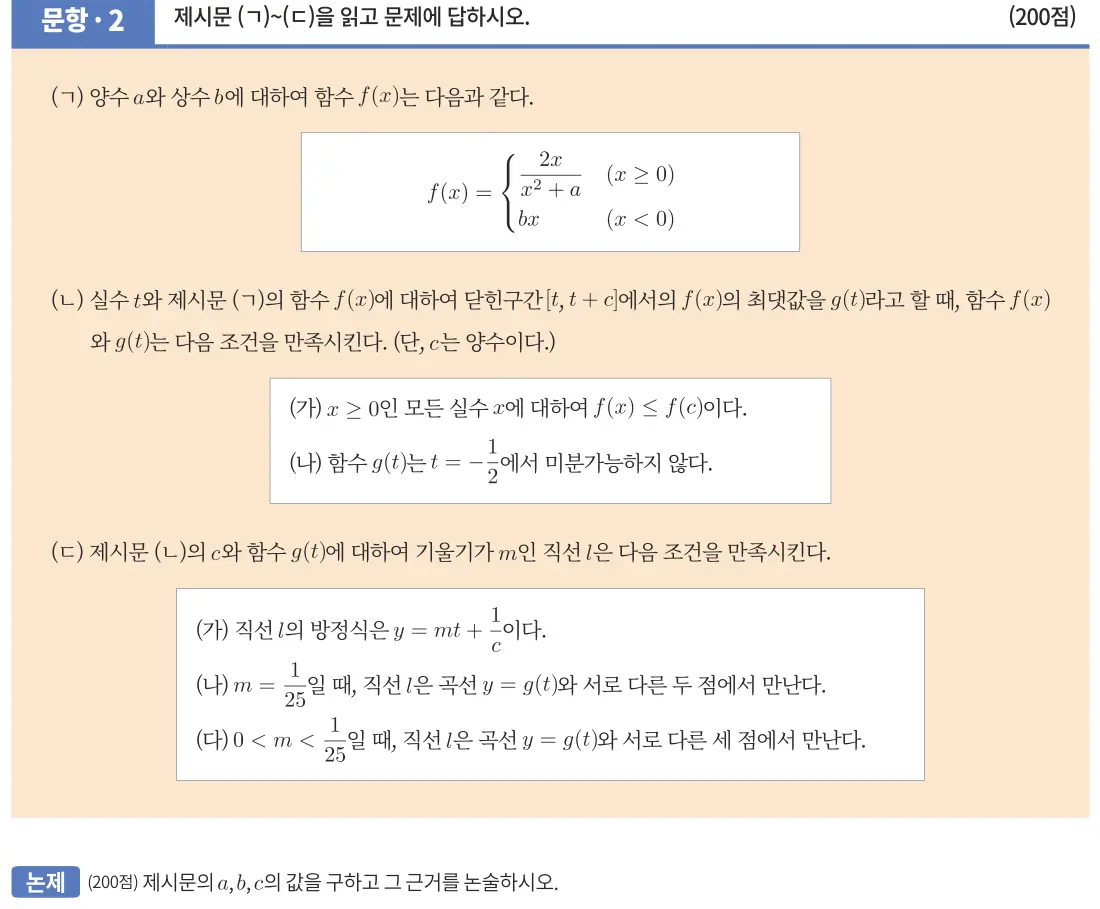 문항 · 2 제시문 (ㄱ)~(ㄷ)을 읽고 문제에 답하시오. (200점)
(ㄱ) 양수 a와 상수 b에 대하여 함수 f(x)는 다음과 같다.
f(x) = { 2x/(x² + a) (x ≥ 0)
bx (x < 0)
(ㄴ) 실수 t와 제시문 (ㄱ)의 함수 f(x)에 대하여 닫힌구간 [t, t + c]에서의 f(x)의 최댓값을 g(t)라고 할 때, 함수 f(x)
와 g(t)는 다음 조건을 만족시킨다. (단, c는 양수이다.)
(가) x ≥ 0인 모든 실수 x에 대하여 f(x) ≤ f(c)이다.
(나) 함수 g(t)는 t = −1/2에서 미분가능하지 않다.
(ㄷ) 제시문 (ㄴ)의 c와 함수 g(t)에 대하여 기울기가 m인 직선 l은 다음 조건을 만족시킨다.
(가) 직선 l의 방정식은 y = mt + 1/c이다.
(나) m = 1/25일 때, 직선 l은 곡선 y = g(t)와 서로 다른 두 점에서 만난다.
(다) 0 < m < 1/25일 때, 직선 l은 곡선 y = g(t)와 서로 다른 세 점에서 만난다.
논제 (200점) 제시문의 a, b, c의 값을 구하고 그 근거를 논술하시오.